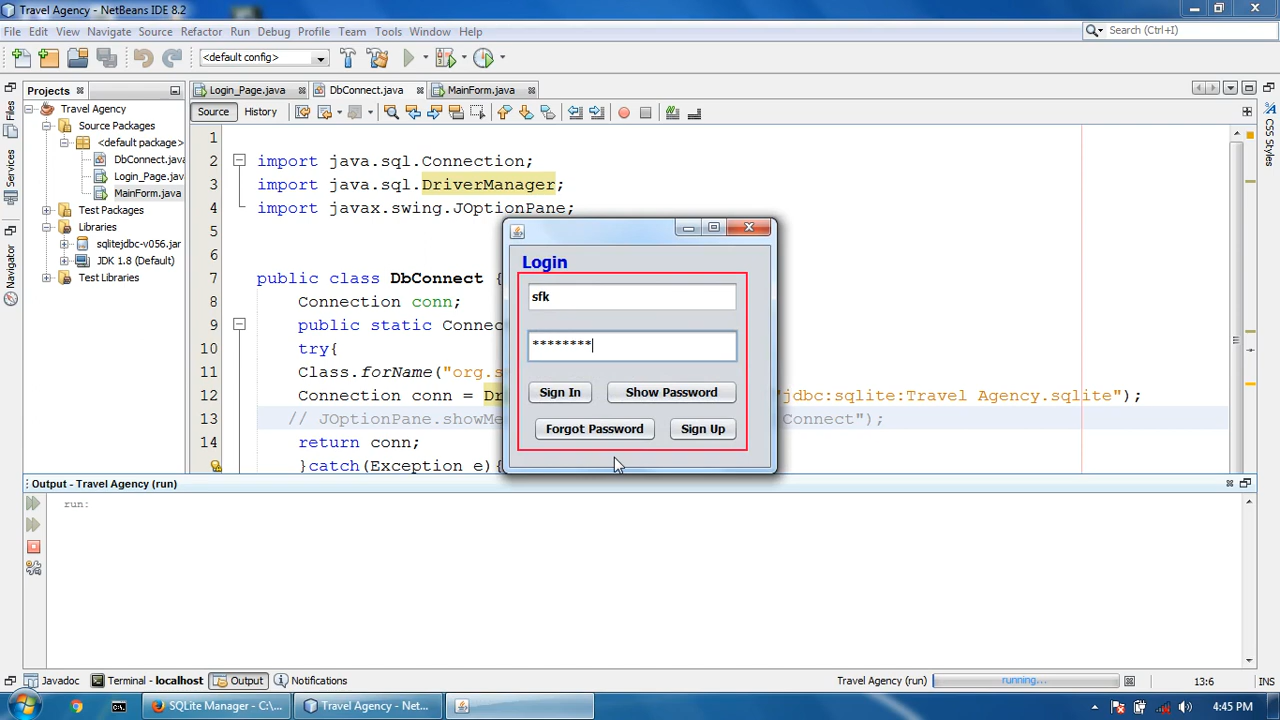 Travel Agency - NetBeans IDE 8.2
File Edit View Navigate Source Refactor Run Debug Profile Team Tools Window Help
Search (Ctrl+I)
<default config>
Projects
Login_Page.java
DbConnect.java
MainForm.java
Source
History
Files
Services
Navigator
CSS Styles
Travel Agency
Source Packages
<default package>
DbConnect.java
Login_Page.java
MainForm.java
Test Packages
Libraries
sqlitejdbc-v056.jar
JDK 1.8 (Default)
Test Libraries
1
2 import java.sql.Connection;
3 import java.sql.DriverManager;
4 import javax.swing.JOptionPane;
5
6
7 public class DbConnect {
8 Connection conn;
9 public static Connec
10 try{
11 Class.forName("org.s
12 Connection conn = Dr "jdbc:sqlite:Travel Agency.sqlite");
13 // JOptionPane.showMe Connect");
14 return conn;
}catch(Exception e){
Login
sfk
********
Sign In
Show Password
Forgot Password
Sign Up
Output - Travel Agency (run)
run:
Javadoc
Terminal - localhost
Output
Notifications
Travel Agency (run)
running...
13:6
INS
SQLite Manager - C:\...
Travel Agency - Net...
4:45 PM